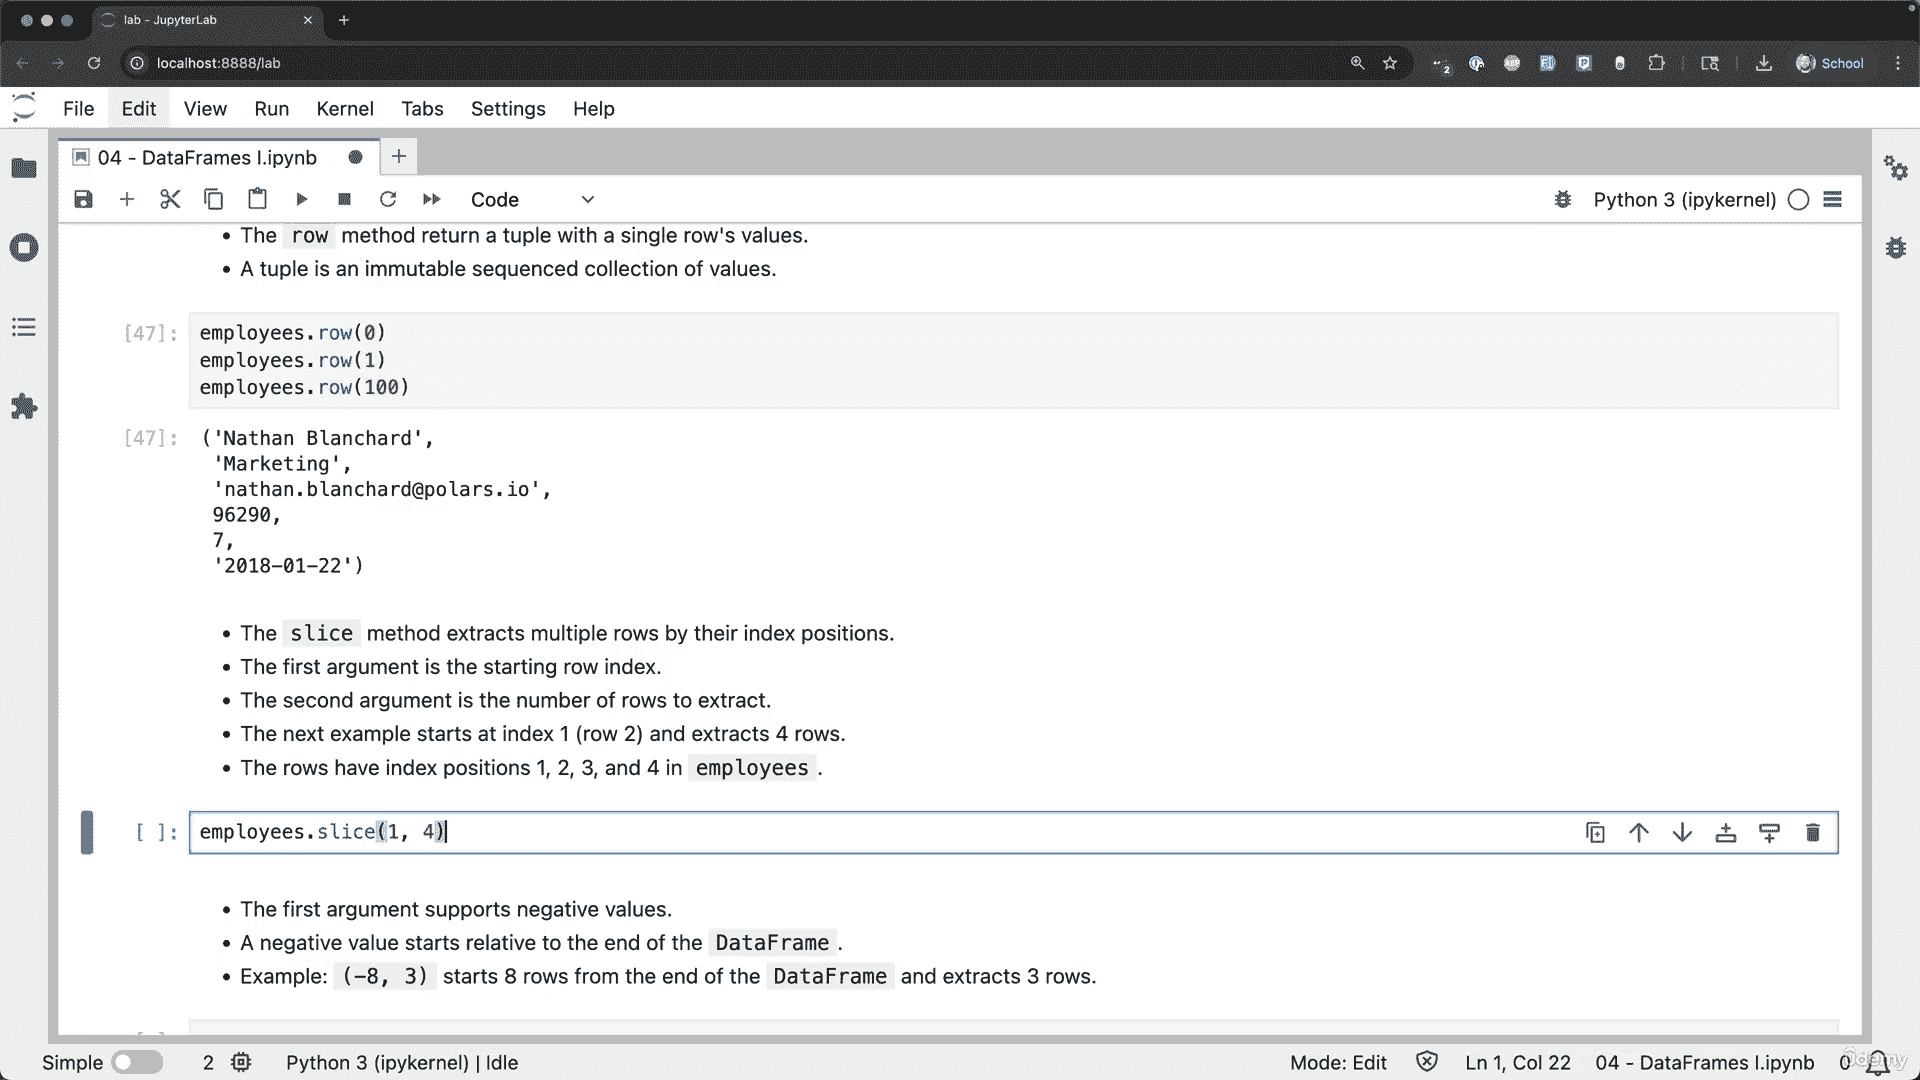 lab - JupyterLab
localhost:8888/lab
2
School
File Edit View Run Kernel Tabs Settings Help
04 - DataFrames I.ipynb
Code
Python 3 (ipykernel)
• The row method return a tuple with a single row's values.
• A tuple is an immutable sequenced collection of values.
[47]:
employees.row(0)
employees.row(1)
employees.row(100)
[47]:
('Nathan Blanchard',
'Marketing',
'nathan.blanchard@polars.io',
96290,
7,
'2018-01-22')
• The slice method extracts multiple rows by their index positions.
• The first argument is the starting row index.
• The second argument is the number of rows to extract.
• The next example starts at index 1 (row 2) and extracts 4 rows.
• The rows have index positions 1, 2, 3, and 4 in employees.
[ ]: employees.slice(1, 4)
• The first argument supports negative values.
• A negative value starts relative to the end of the DataFrame.
• Example: (-8, 3) starts 8 rows from the end of the DataFrame and extracts 3 rows.
Simple 2 Python 3 (ipykernel) | Idle Mode: Edit Ln 1, Col 22 04 - DataFrames I.ipynb 0
udemy